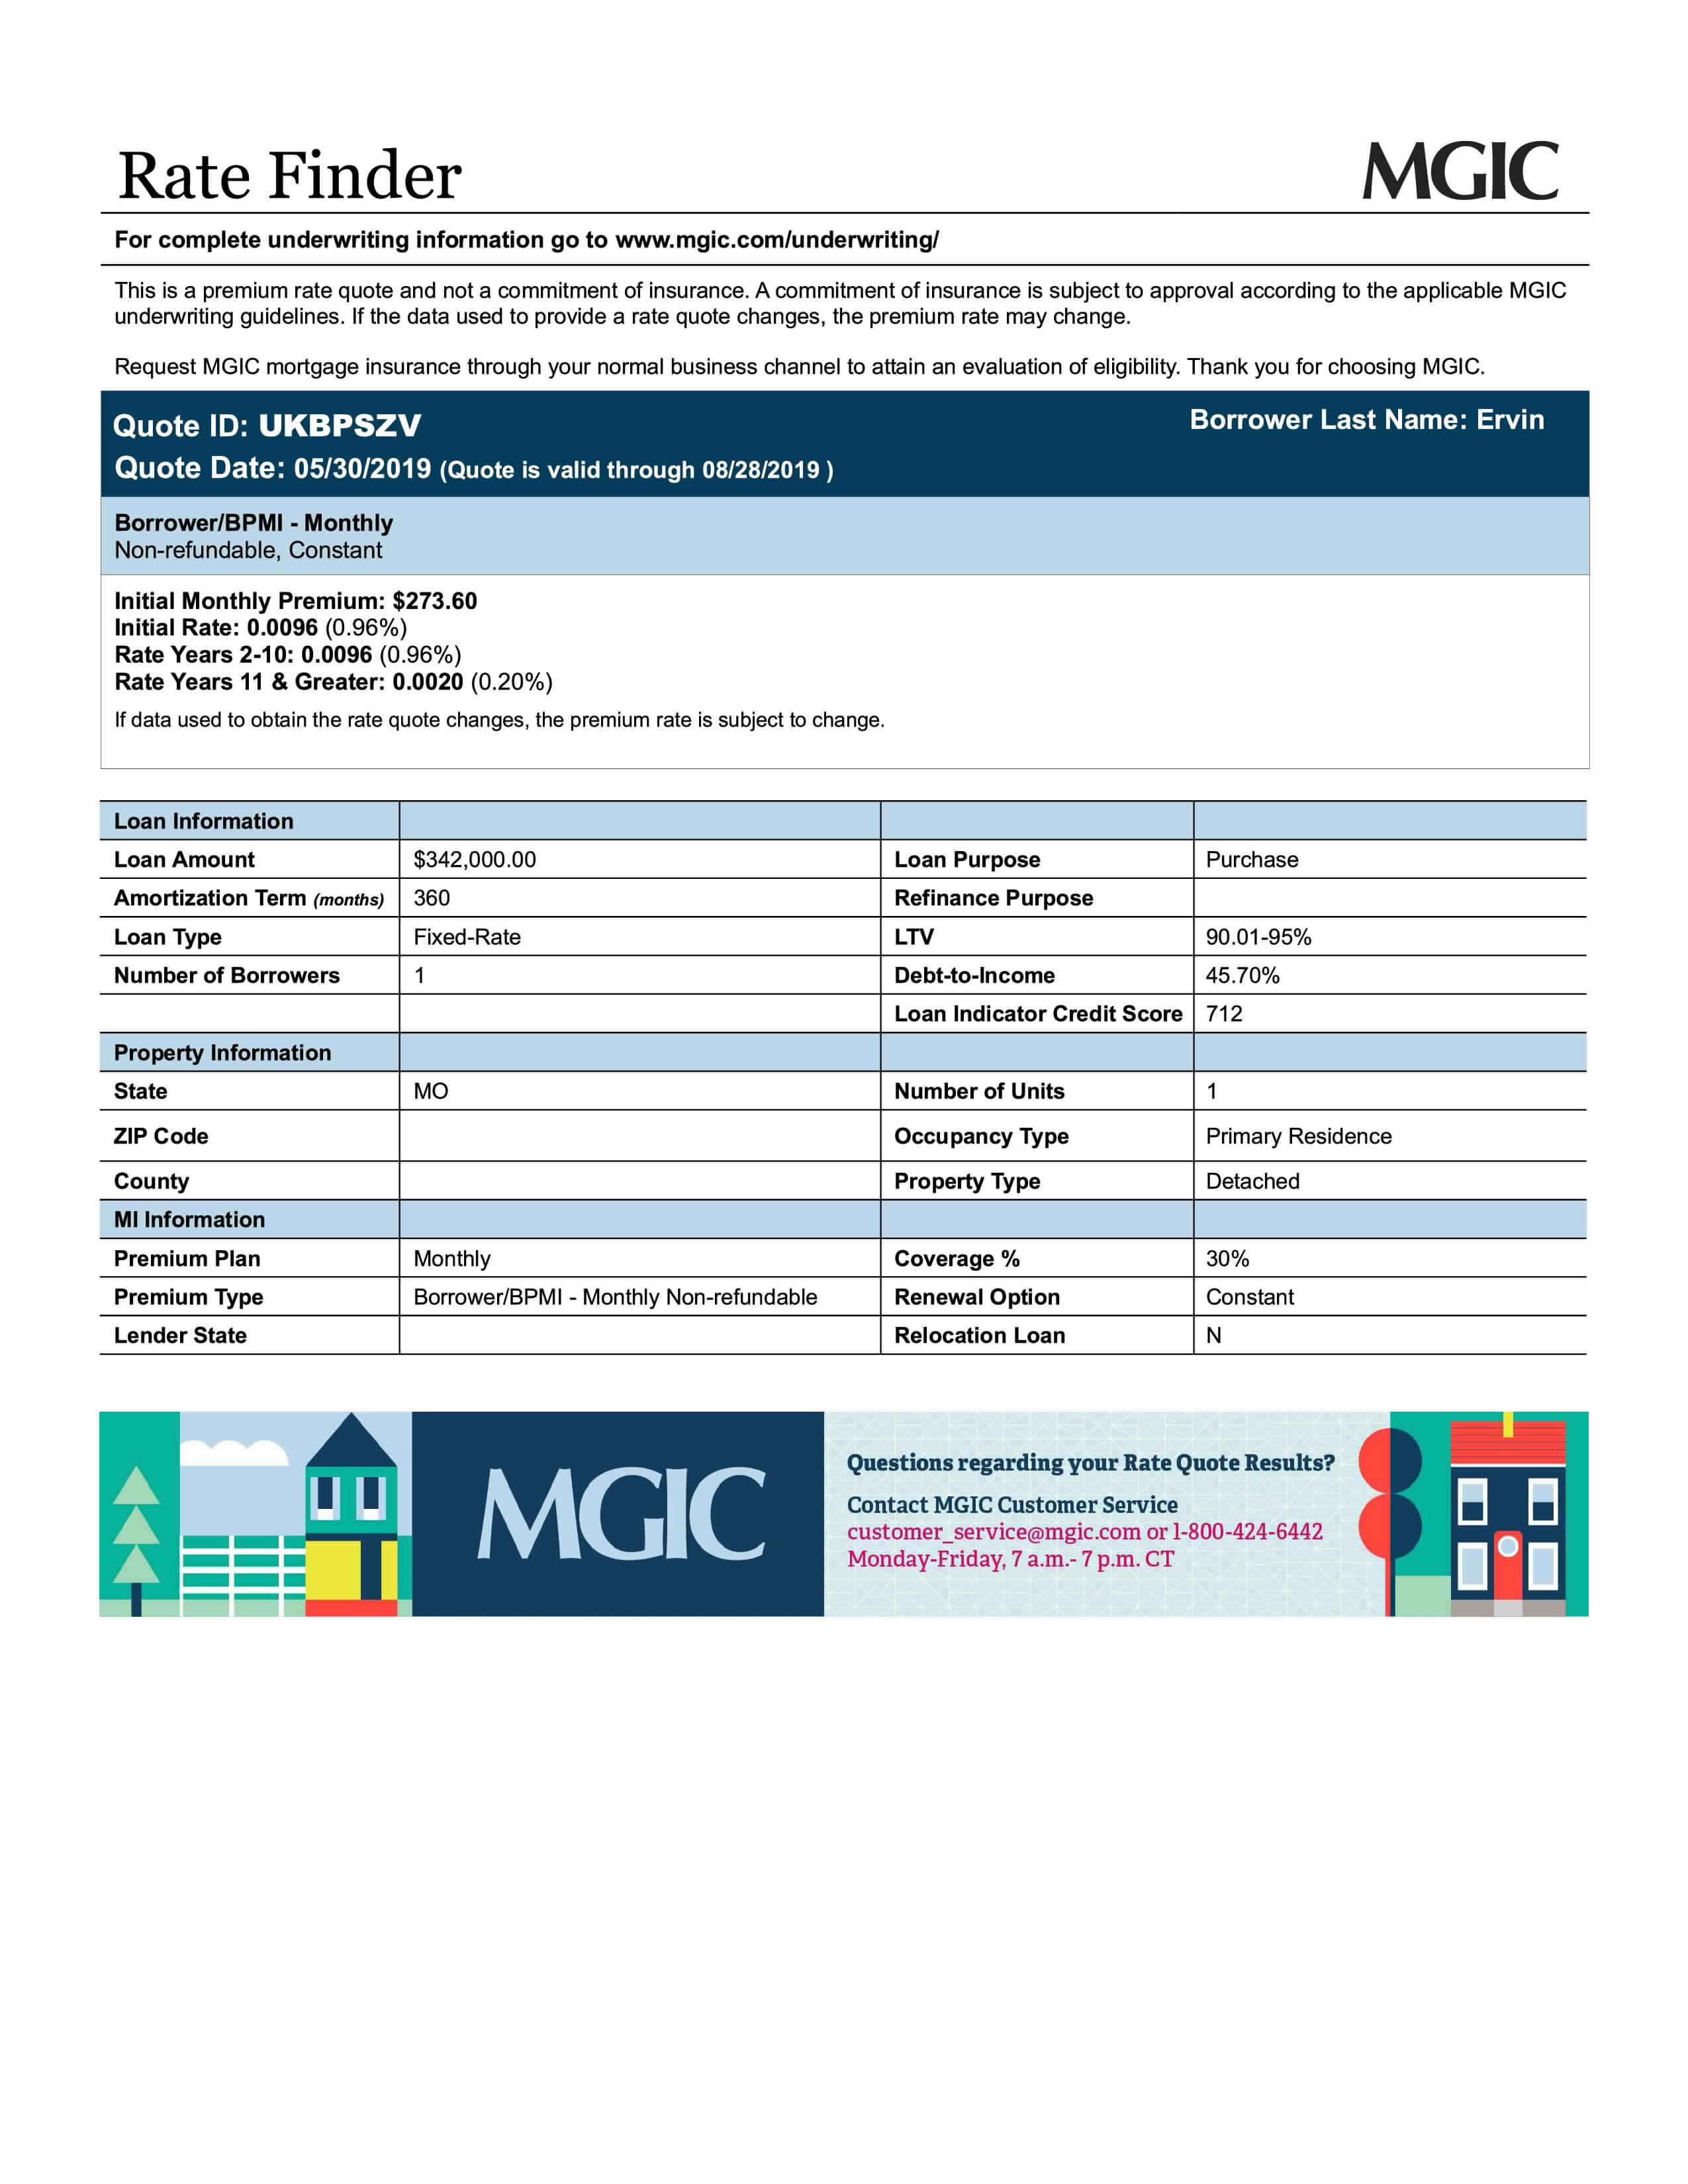 Rate Finder
MGIC
For complete underwriting information go to www.mgic.com/underwriting/
This is a premium rate quote and not a commitment of insurance. A commitment of insurance is subject to approval according to the applicable MGIC
underwriting guidelines. If the data used to provide a rate quote changes, the premium rate may change.
Request MGIC mortgage insurance through your normal business channel to attain an evaluation of eligibility. Thank you for choosing MGIC.
Quote ID: UKBPSZV
Borrower Last Name: Ervin
Quote Date: 05/30/2019 (Quote is valid through 08/28/2019 )
Borrower/BPMI - Monthly
Non-refundable, Constant
Initial Monthly Premium: $273.60
Initial Rate: 0.0096 (0.96%)
Rate Years 2-10: 0.0096 (0.96%)
Rate Years 11 & Greater: 0.0020 (0.20%)
If data used to obtain the rate quote changes, the premium rate is subject to change.
Loan Information
Loan Amount $342,000.00 Loan Purpose Purchase
Amortization Term (months) 360 Refinance Purpose
Loan Type Fixed-Rate LTV 90.01-95%
Number of Borrowers 1 Debt-to-Income 45.70%
Loan Indicator Credit Score 712
Property Information
State MO Number of Units 1
ZIP Code Occupancy Type Primary Residence
County Property Type Detached
MI Information
Premium Plan Monthly Coverage % 30%
Premium Type Borrower/BPMI - Monthly Non-refundable Renewal Option Constant
Lender State Relocation Loan N
MGIC
Questions regarding your Rate Quote Results?
Contact MGIC Customer Service
customer_service@mgic.com or 1-800-424-6442
Monday-Friday, 7 a.m.- 7 p.m. CT